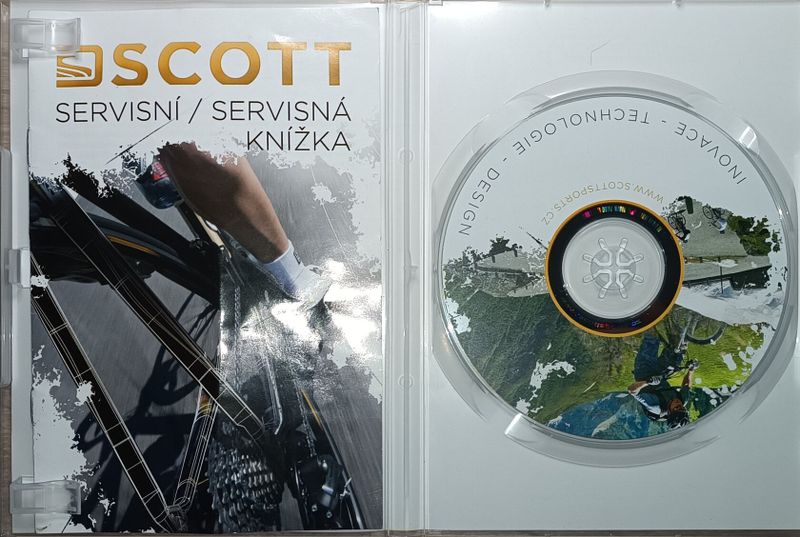 SCOTT
SERVISNÍ / SERVISNÁ
KNÍŽKA
INOVACE - TECHNOLOGIE - DESIGN
WWW.SCOTTSPORTS.CZ